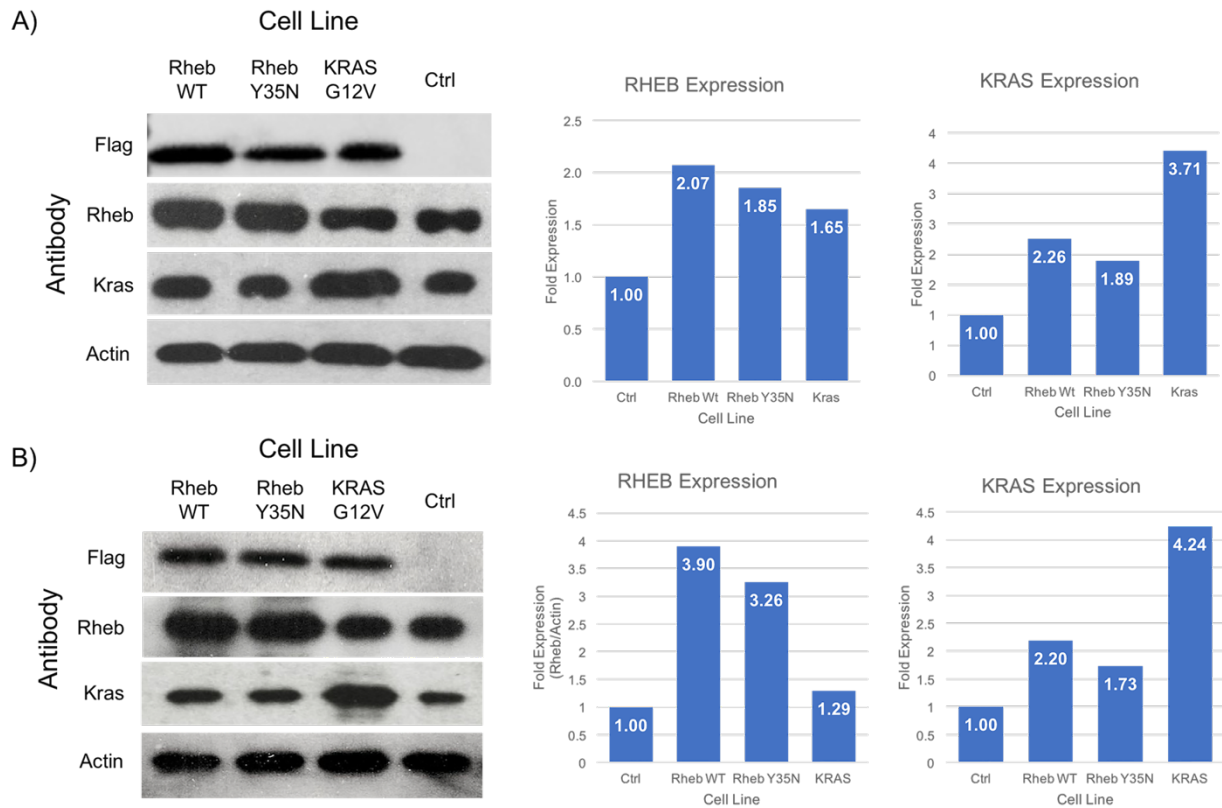 A)
Cell Line
Rheb WT
Rheb Y35N
KRAS G12V
Ctrl
Antibody
Flag
Rheb
Kras
Actin
RHEB Expression
Fold Expression
2.5
2.0
1.5
1.0
0.5
0.0
1.00
2.07
1.85
1.65
Ctrl
Rheb Wt
Rheb Y35N
Kras
Cell Line
KRAS Expression
Fold Expression
4
4
3
3
2
2
1
1
0
1.00
2.26
1.89
3.71
Ctrl
Rheb Wt
Rheb Y35N
Kras
Cell Line
B)
Cell Line
Rheb WT
Rheb Y35N
KRAS G12V
Ctrl
Antibody
Flag
Rheb
Kras
Actin
RHEB Expression
Fold Expression
(Rheb/Actin)
4.5
4
3.5
3
2.5
2
1.5
1
0.5
0
1.00
3.90
3.26
1.29
Ctrl
Rheb WT
Rheb Y35N
KRAS
Cell Line
KRAS Expression
Fold Expression
4.5
4
3.5
3
2.5
2
1.5
1
0.5
0
1.00
2.20
1.73
4.24
Ctrl
Rheb WT
Rheb Y35N
KRAS
Cell Line